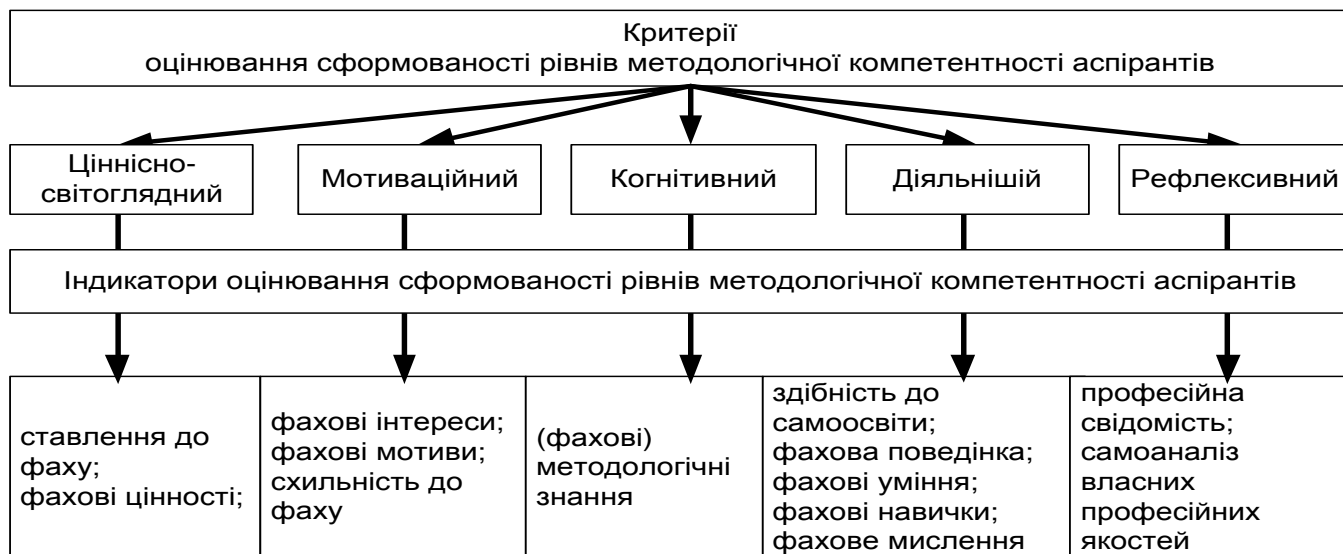 Критерії
оцінювання сформованості рівнів методологічної компетентності аспірантів
Ціннісно-
світоглядний
Мотиваційний
Когнітивний
Діяльнішій
Рефлексивний
Індикатори оцінювання сформованості рівнів методологічної компетентності аспірантів
ставлення до
фаху;
фахові цінності;
фахові інтереси;
фахові мотиви;
схильність до
фаху
(фахові)
методологічні
знання
здібність до
самоосвіти;
фахова поведінка;
фахові уміння;
фахові навички;
фахове мислення
професійна
свідомість;
самоаналіз
власних
професійних
якостей